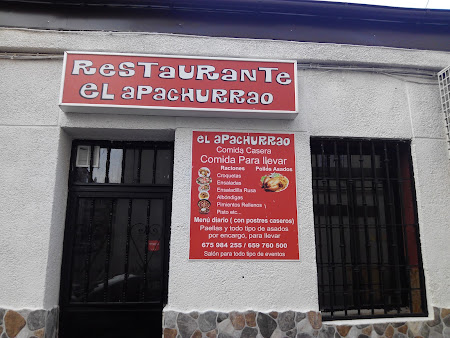 Restaurante
el apachurrao
el apachurrao
Comida Casera
Comida Para llevar
Raciones Pollos Asados
Croquetas
Ensaladas
Ensaladilla Rusa
Albóndigas
Pimientos Rellenos
Pisto etc...
Menú diario ( con postres caseros)
Paellas y todo tipo de asados
por encargo, para llevar
675 984 255 / 659 780 500
Salón para todo tipo de eventos